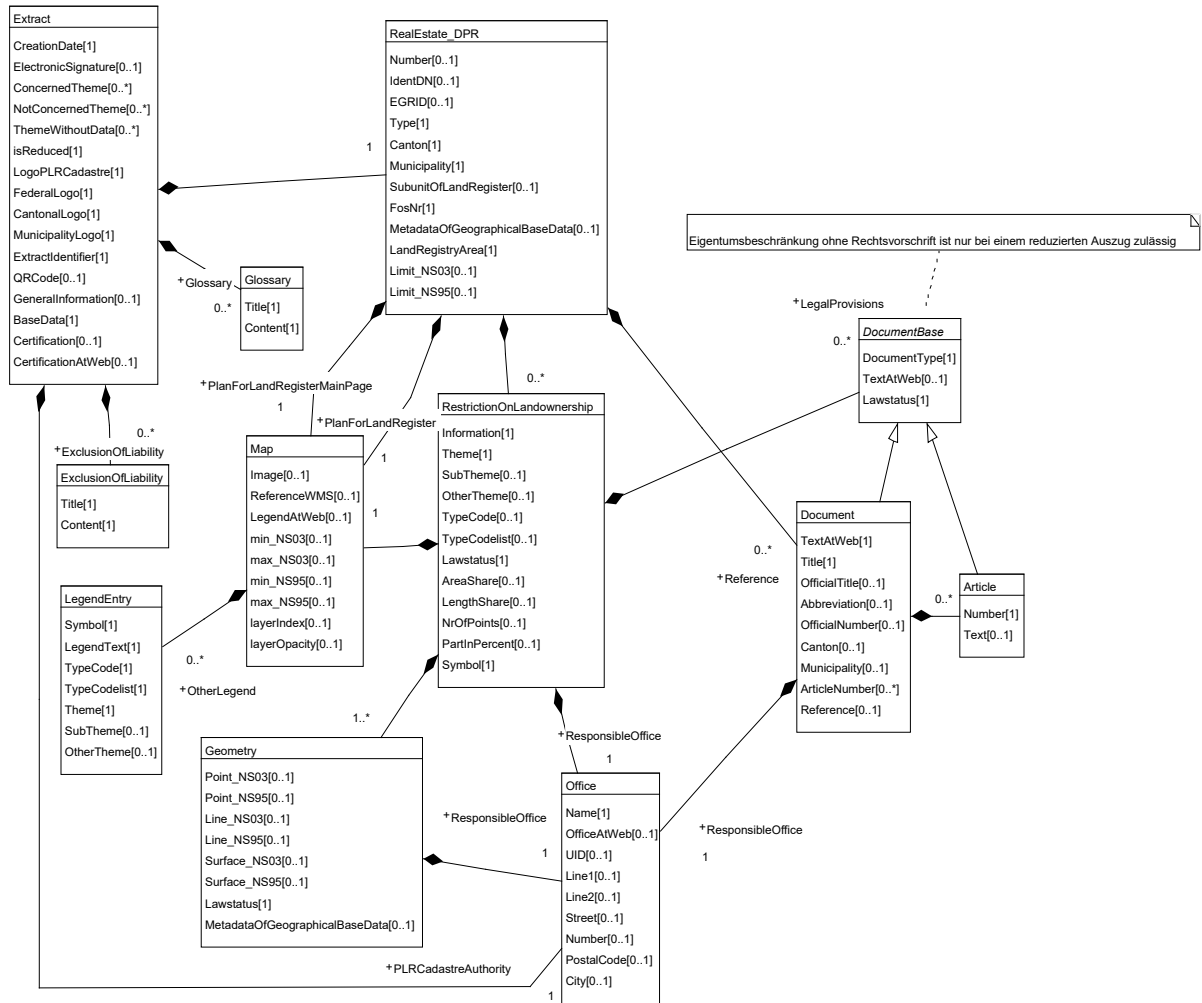 Extract
CreationDate[1]
ElectronicSignature[0..1]
ConcernedTheme[0..*]
NotConcernedTheme[0..*]
ThemeWithoutData[0..*]
isReduced[1]
LogoPLRCadastre[1]
FederalLogo[1]
CantonalLogo[1]
MunicipalityLogo[1]
ExtractIdentifier[1]
QRCode[0..1]
GeneralInformation[0..1]
BaseData[1]
Certification[0..1]
CertificationAtWeb[0..1]
RealEstate_DPR
Number[0..1]
IdentDN[0..1]
EGRID[0..1]
Type[1]
Canton[1]
Municipality[1]
SubunitOfLandRegister[0..1]
FosNr[1]
MetadataOfGeographicalBaseData[0..1]
LandRegistryArea[1]
Limit_NS03[0..1]
Limit_NS95[0..1]
1
+Glossary
0..*
Glossary
Title[1]
Content[1]
Eigentumsbeschränkung ohne Rechtsvorschrift ist nur bei einem reduzierten Auszug zulässig
+LegalProvisions
0..*
DocumentBase
DocumentType[1]
TextAtWeb[0..1]
Lawstatus[1]
+PlanForLandRegisterMainPage
1
+PlanForLandRegister
1
0..*
0..*
+ExclusionOfLiability
ExclusionOfLiability
Title[1]
Content[1]
Map
Image[0..1]
ReferenceWMS[0..1]
LegendAtWeb[0..1]
min_NS03[0..1]
max_NS03[0..1]
min_NS95[0..1]
max_NS95[0..1]
layerIndex[0..1]
layerOpacity[0..1]
1
RestrictionOnLandownership
Information[1]
Theme[1]
SubTheme[0..1]
OtherTheme[0..1]
TypeCode[0..1]
TypeCodelist[0..1]
Lawstatus[1]
AreaShare[0..1]
LengthShare[0..1]
NrOfPoints[0..1]
PartInPercent[0..1]
Symbol[1]
0..*
+Reference
Document
TextAtWeb[1]
Title[1]
OfficialTitle[0..1]
Abbreviation[0..1]
OfficialNumber[0..1]
Canton[0..1]
Municipality[0..1]
ArticleNumber[0..*]
Reference[0..1]
0..*
Article
Number[1]
Text[0..1]
LegendEntry
Symbol[1]
LegendText[1]
TypeCode[1]
TypeCodelist[1]
Theme[1]
SubTheme[0..1]
OtherTheme[0..1]
0..*
+OtherLegend
1..*
Geometry
Point_NS03[0..1]
Point_NS95[0..1]
Line_NS03[0..1]
Line_NS95[0..1]
Surface_NS03[0..1]
Surface_NS95[0..1]
Lawstatus[1]
MetadataOfGeographicalBaseData[0..1]
+ResponsibleOffice
1
+ResponsibleOffice
1
+ResponsibleOffice
1
Office
Name[1]
OfficeAtWeb[0..1]
UID[0..1]
Line1[0..1]
Line2[0..1]
Street[0..1]
Number[0..1]
PostalCode[0..1]
City[0..1]
+PLRCadastreAuthority
1